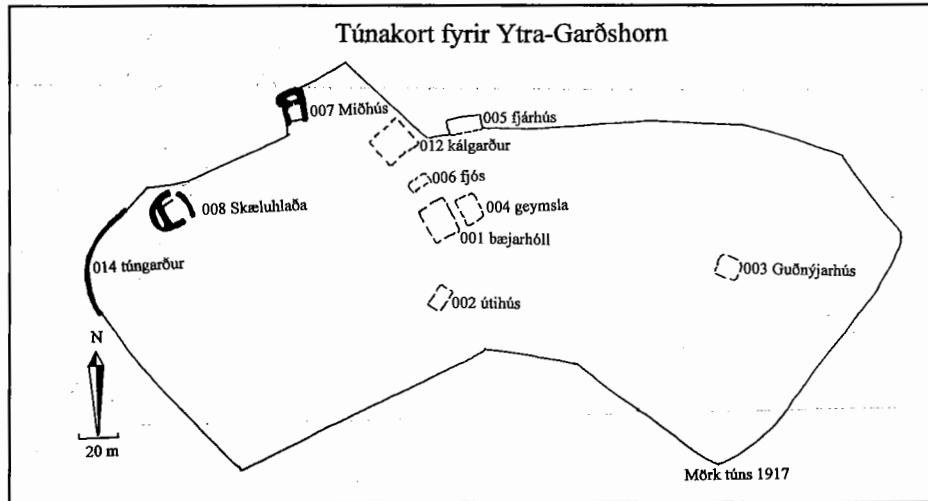 Túnakort fyrir Ytra-Garðshorn
007 Miðhús
005 fjárhús
012 kálgarður
006 fjós
008 Skæluhlaða
004 geymsla
001 bæjarhóll
014 túngarður
003 Guðnýjarhús
002 útihús
N
20 m
Mörk túns 1917